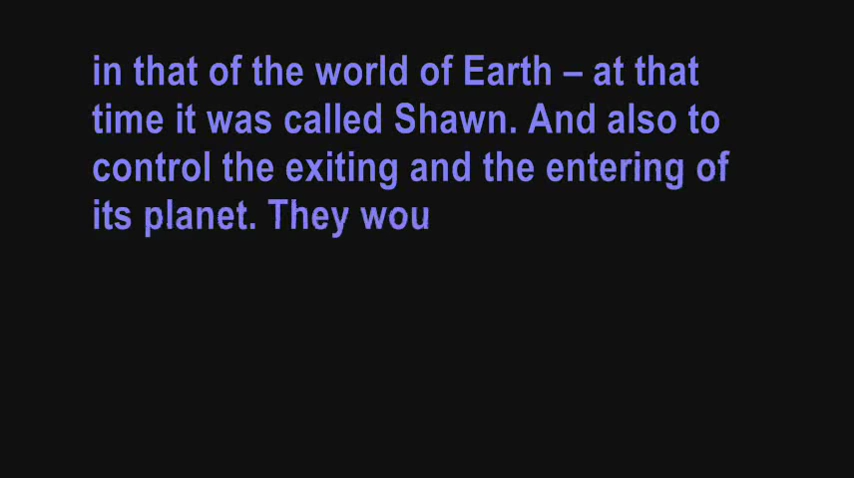 in that of the world of Earth – at that
time it was called Shawn. And also to
control the exiting and the entering of
its planet. They wou